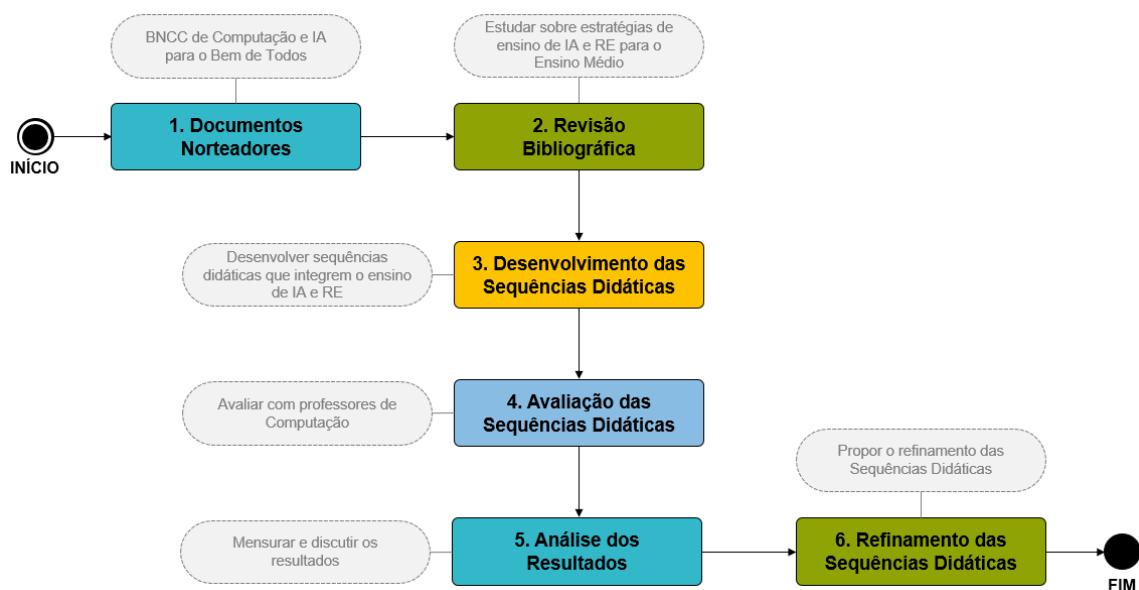 BNCC de Computação e IA
para o Bem de Todos
Estudar sobre estratégias de
ensino de IA e RE para o
Ensino Médio
INÍCIO
1. Documentos
Norteadores
2. Revisão
Bibliográfica
Desenvolver sequências
didáticas que integrem o ensino
de IA e RE
3. Desenvolvimento das
Sequências Didáticas
Avaliar com professores de
Computação
4. Avaliação das
Sequências Didáticas
Propor o refinamento das
Sequências Didáticas
Mensurar e discutir os
resultados
5. Análise dos
Resultados
6. Refinamento das
Sequências Didáticas
FIM